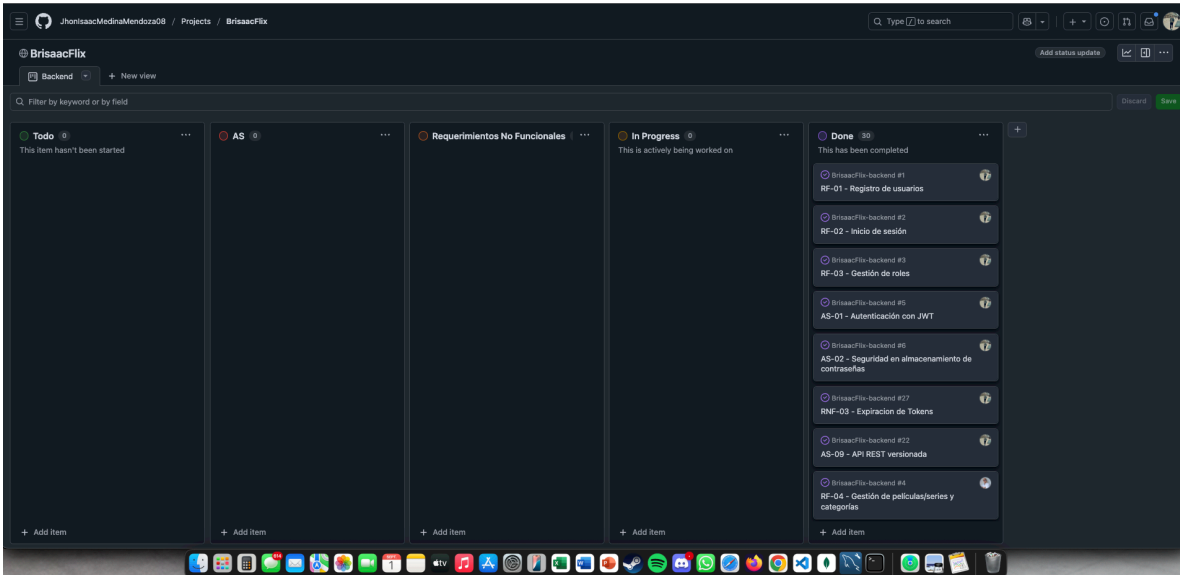 JhonIsaacMedinaMendoza08 / Projects / BrisaacFlix
Type / to search
BrisaacFlix
Add status update
Backend
+ New view
Filter by keyword or by field
Discard
Save
Todo 0
This item hasn't been started
+ Add item
AS 0
+ Add item
Requerimientos No Funcionales
+ Add item
In Progress 0
This is actively being worked on
+ Add item
Done 30
This has been completed
BrisaacFlix-backend #1
RF-01 - Registro de usuarios
BrisaacFlix-backend #2
RF-02 - Inicio de sesión
BrisaacFlix-backend #3
RF-03 - Gestión de roles
BrisaacFlix-backend #5
AS-01 - Autenticación con JWT
BrisaacFlix-backend #6
AS-02 - Seguridad en almacenamiento de
contraseñas
BrisaacFlix-backend #27
RNF-03 - Expiracion de Tokens
BrisaacFlix-backend #22
AS-09 - API REST versionada
BrisaacFlix-backend #4
RF-04 - Gestión de películas/series y
categorías
+ Add item
tv